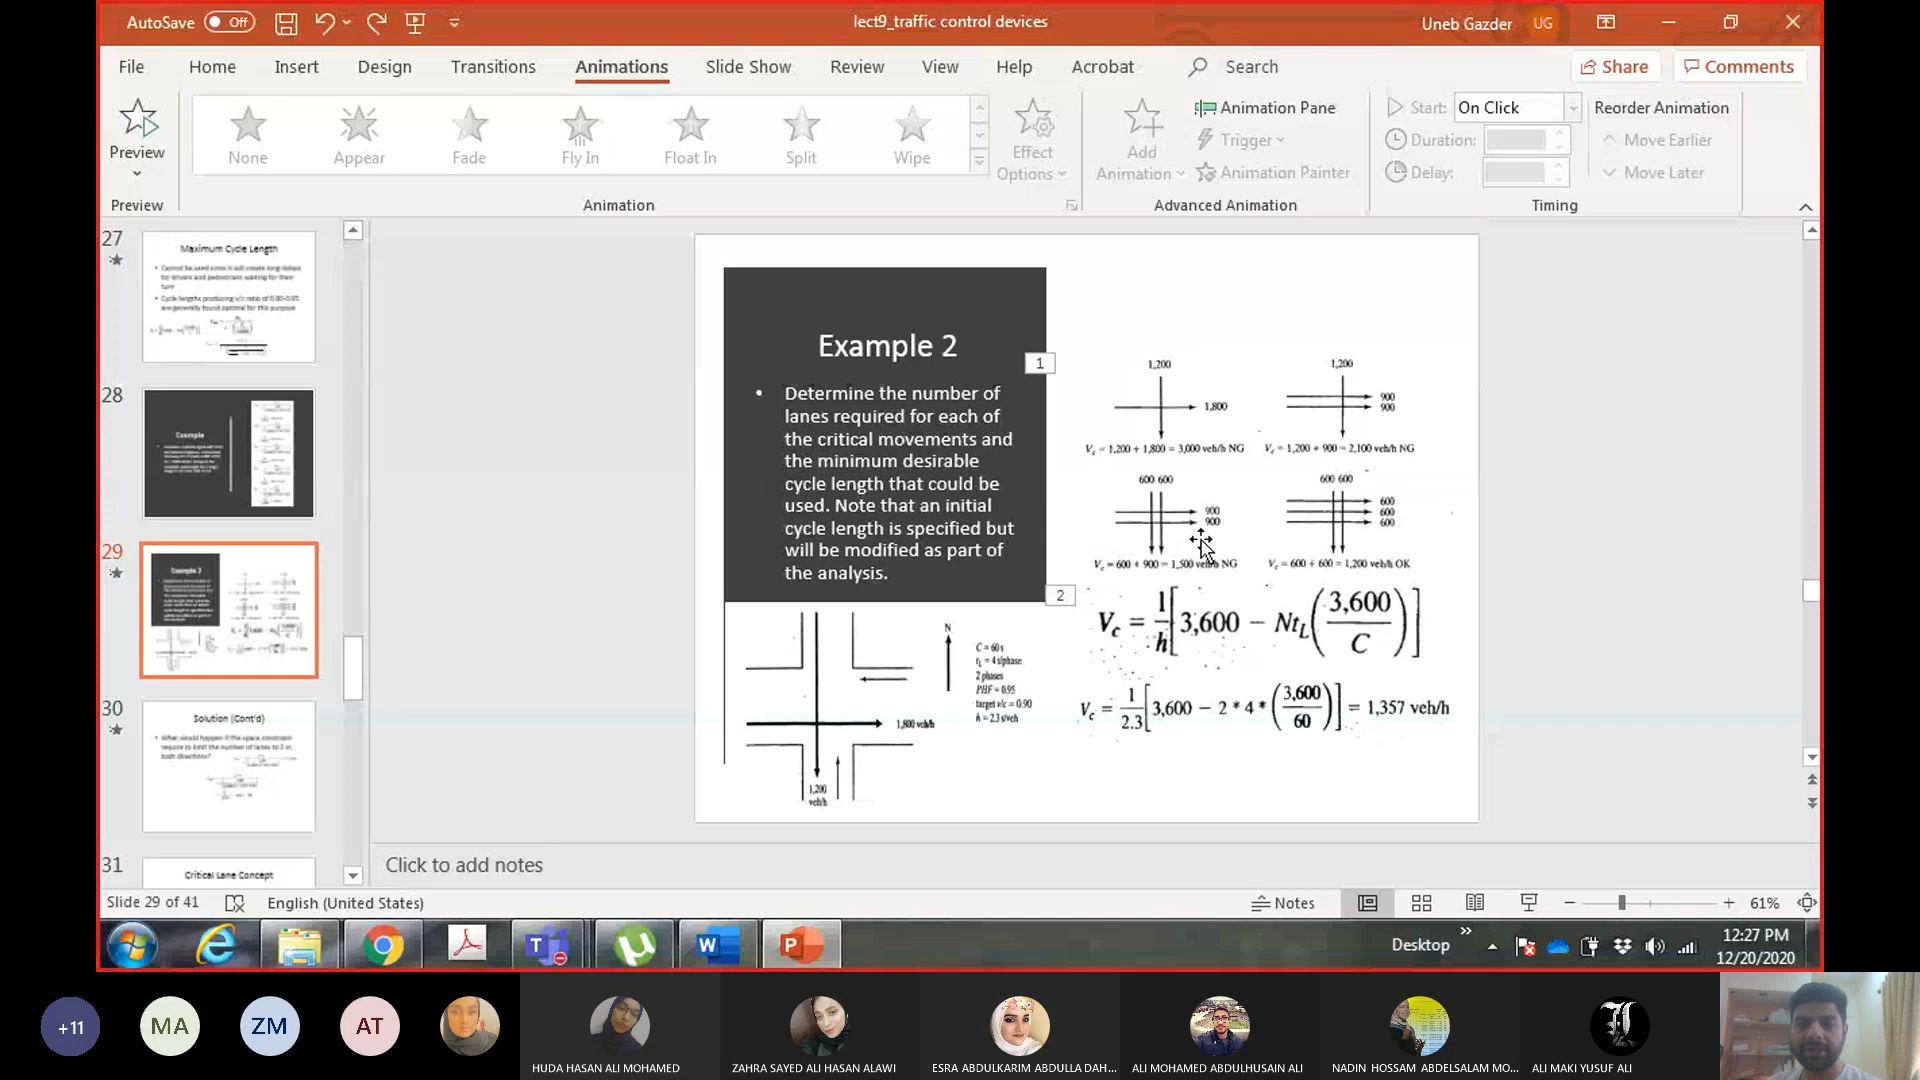 AutoSave Off
lect9_traffic control devices
Uneb Gazder UG
File Home Insert Design Transitions Animations Slide Show Review View Help Acrobat Search
Share Comments
Preview
Preview
None Appear Fade Fly In Float In Split Wipe
Animation
Effect Options
Add Animation
Animation Pane
Trigger
Animation Painter
Advanced Animation
Start: On Click
Duration:
Delay:
Reorder Animation
Move Earlier
Move Later
Timing
27
Maximum Cycle Length
28
Example
29
Example 2
30
Solution (Cont'd)
31
Critical Lane Concept
Example 2
• Determine the number of
lanes required for each of
the critical movements and
the minimum desirable
cycle length that could be
used. Note that an initial
cycle length is specified but
will be modified as part of
the analysis.
1
2
N
C = 60 s
t_L = 4 s/phase
2 phases
PHF = 0.95
target v/c = 0.90
h = 2.3 s/veh
1,800 veh/h
1,200
veh/h
1,200
1,800
V_c = 1,200 + 1,800 = 3,000 veh/h NG
1,200
900
900
V_c = 1,200 + 900 = 2,100 veh/h NG
600 600
900
900
V_c = 600 + 900 = 1,500 veh/h NG
600 600
600
600
600
V_c = 600 + 600 = 1,200 veh/h OK
V_c = 1/h [3,600 − Nt_L (3,600/C)]
V_c = 1/2.3 [3,600 − 2 * 4 * (3,600/60)] = 1,357 veh/h
Click to add notes
Slide 29 of 41 English (United States)
Notes
61%
Desktop
12:27 PM
12/20/2020
+11
MA
ZM
AT
HUDA HASAN ALI MOHAMED
ZAHRA SAYED ALI HASAN ALAWI
ESRA ABDULKARIM ABDULLA DAH...
ALI MOHAMED ABDULHUSAIN ALI
NADIN HOSSAM ABDELSALAM MO...
ALI MAKI YUSUF ALI